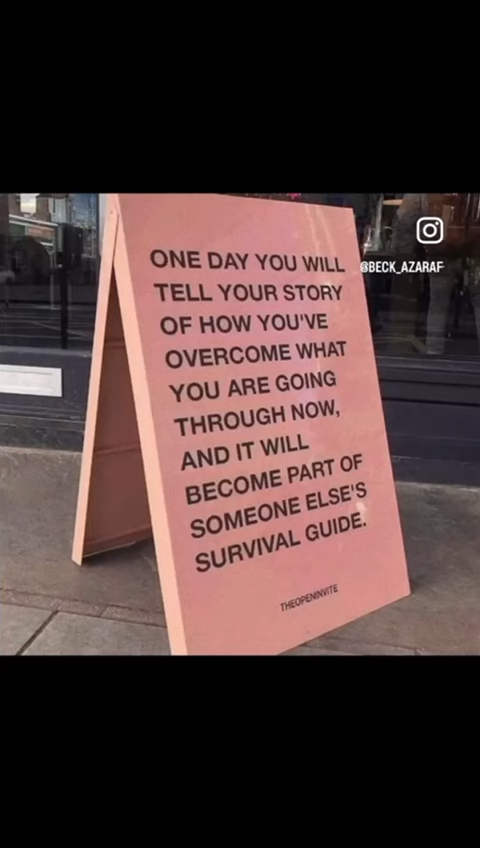 @BECK_AZARAF
ONE DAY YOU WILL
TELL YOUR STORY
OF HOW YOU'VE
OVERCOME WHAT
YOU ARE GOING
THROUGH NOW,
AND IT WILL
BECOME PART OF
SOMEONE ELSE'S
SURVIVAL GUIDE.
THEOPENINVITE